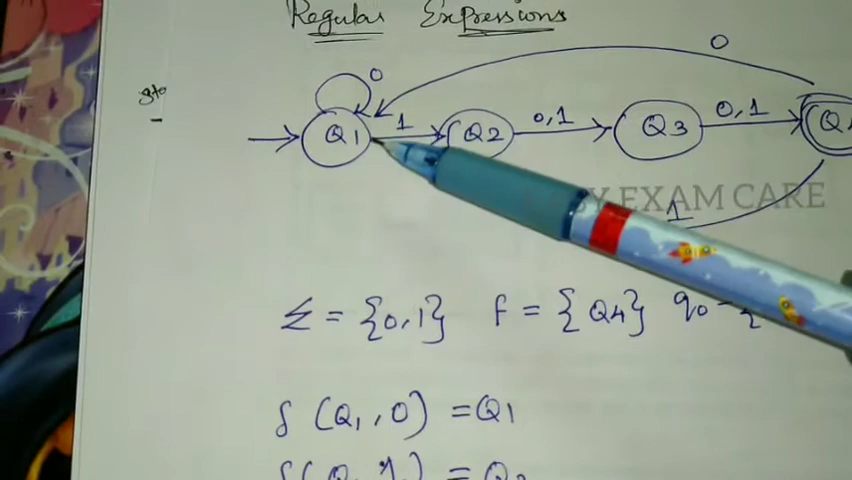 Regular Expressions
0
0
Q1 1 Q2 0,1 Q3 0,1
EXAM CARE
1
Σ = {0,1} F = {Q4} q0
δ (Q1, 0) = Q1